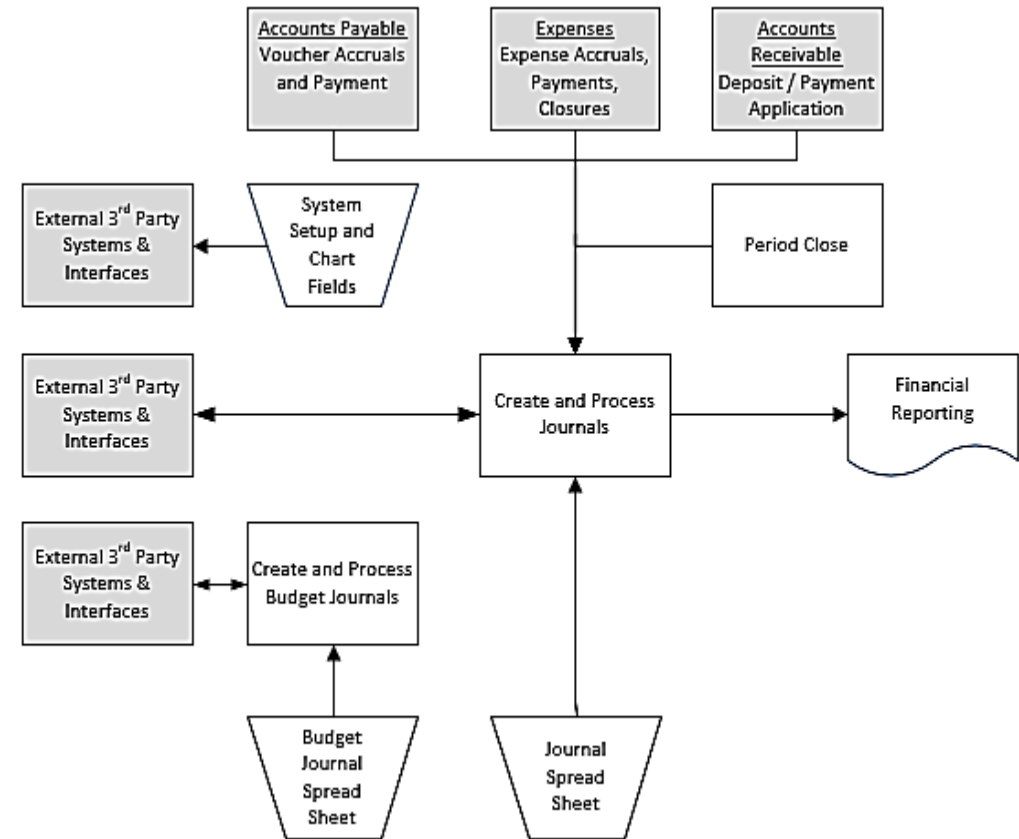 Accounts Payable
Voucher Accruals
and Payment
Expenses
Expense Accruals,
Payments,
Closures
Accounts
Receivable
Deposit / Payment
Application
External 3rd Party
Systems &
Interfaces
System
Setup and
Chart
Fields
Period Close
External 3rd Party
Systems &
Interfaces
Create and Process
Journals
Financial
Reporting
External 3rd Party
Systems &
Interfaces
Create and Process
Budget Journals
Budget
Journal
Spread
Sheet
Journal
Spread
Sheet